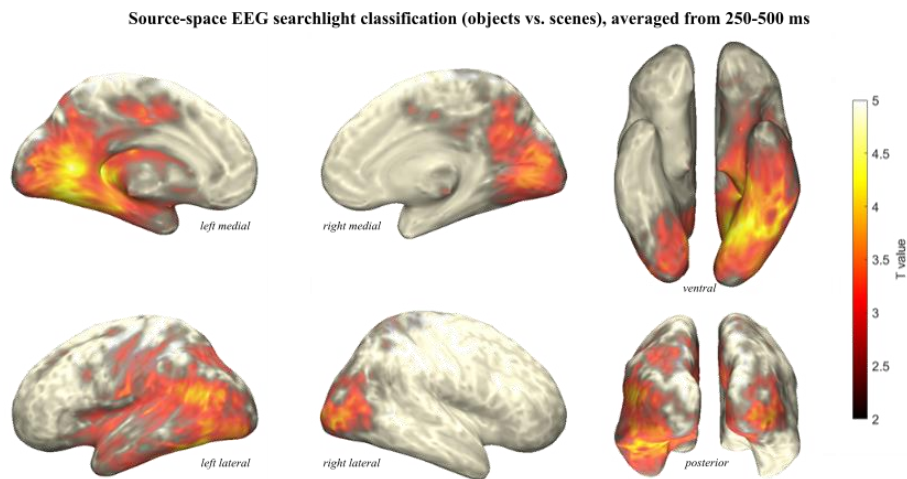 Source-space EEG searchlight classification (objects vs. scenes), averaged from 250-500 ms
left medial
right medial
ventral
left lateral
right lateral
posterior
5
4.5
4
3.5
3
2.5
2
T value